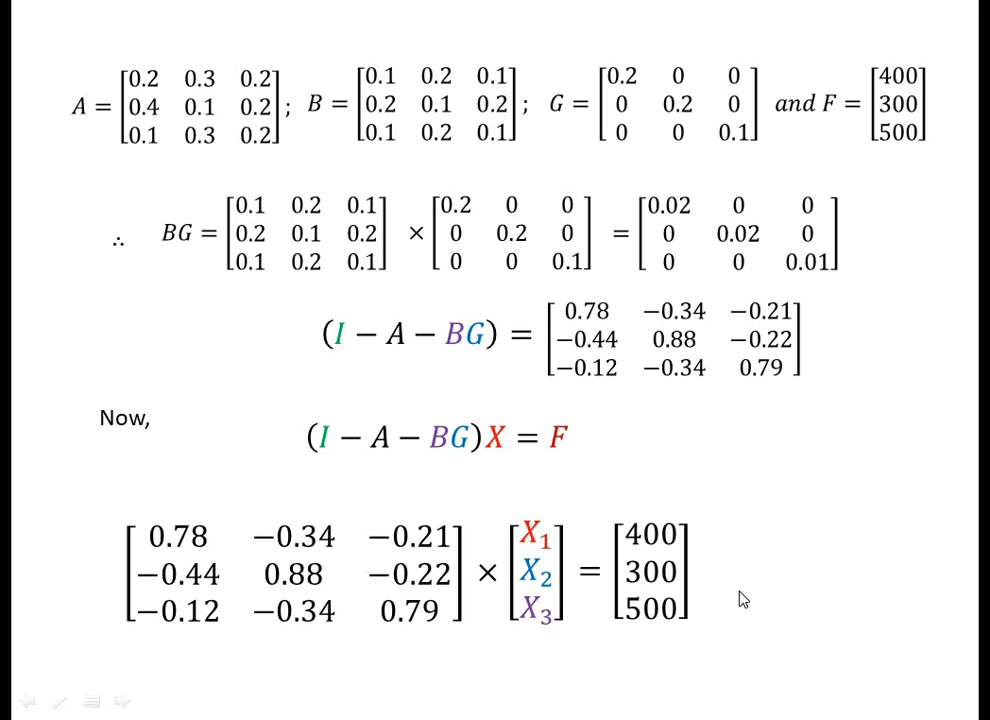 A = [0.2 0.3 0.2; 0.4 0.1 0.2; 0.1 0.3 0.2] ; B = [0.1 0.2 0.1; 0.2 0.1 0.2; 0.1 0.2 0.1] ; G = [0.2 0 0; 0 0.2 0; 0 0 0.1] and F = [400; 300; 500]
∴ BG = [0.1 0.2 0.1; 0.2 0.1 0.2; 0.1 0.2 0.1] × [0.2 0 0; 0 0.2 0; 0 0 0.1] = [0.02 0 0; 0 0.02 0; 0 0 0.01]
(I − A − BG) = [0.78 −0.34 −0.21; −0.44 0.88 −0.22; −0.12 −0.34 0.79]
Now,
(I − A − BG)X = F
[0.78 −0.34 −0.21; −0.44 0.88 −0.22; −0.12 −0.34 0.79] × [X₁; X₂; X₃] = [400; 300; 500]